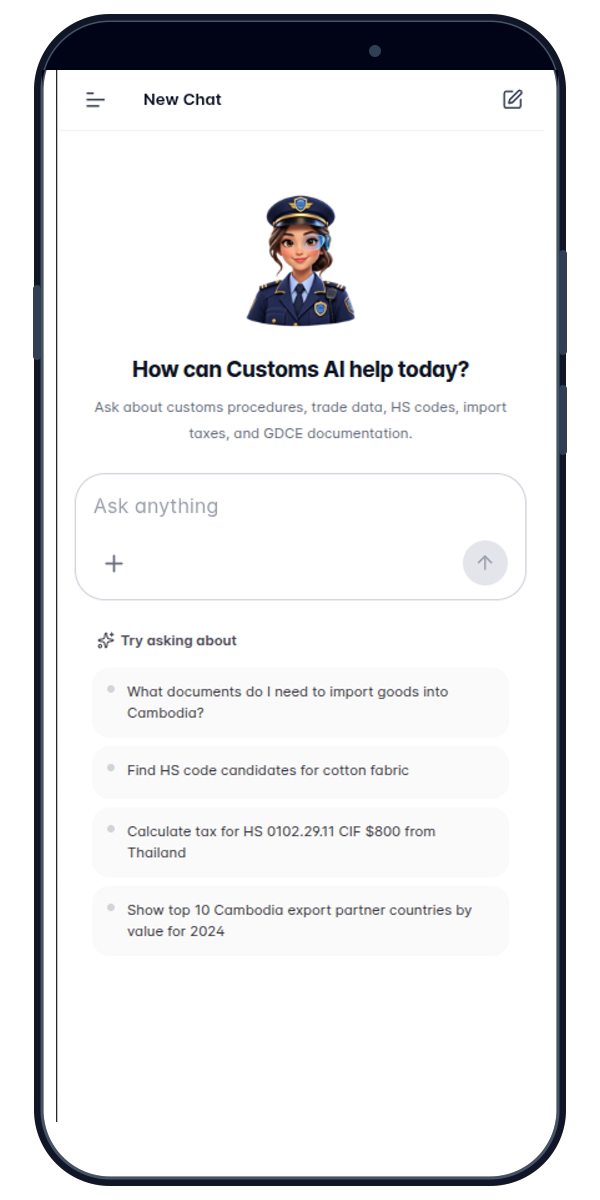 New Chat
How can Customs AI help today?
Ask about customs procedures, trade data, HS codes, import
taxes, and GDCE documentation.
Ask anything
Try asking about
What documents do I need to import goods into
Cambodia?
Find HS code candidates for cotton fabric
Calculate tax for HS 0102.29.11 CIF $800 from
Thailand
Show top 10 Cambodia export partner countries by
value for 2024